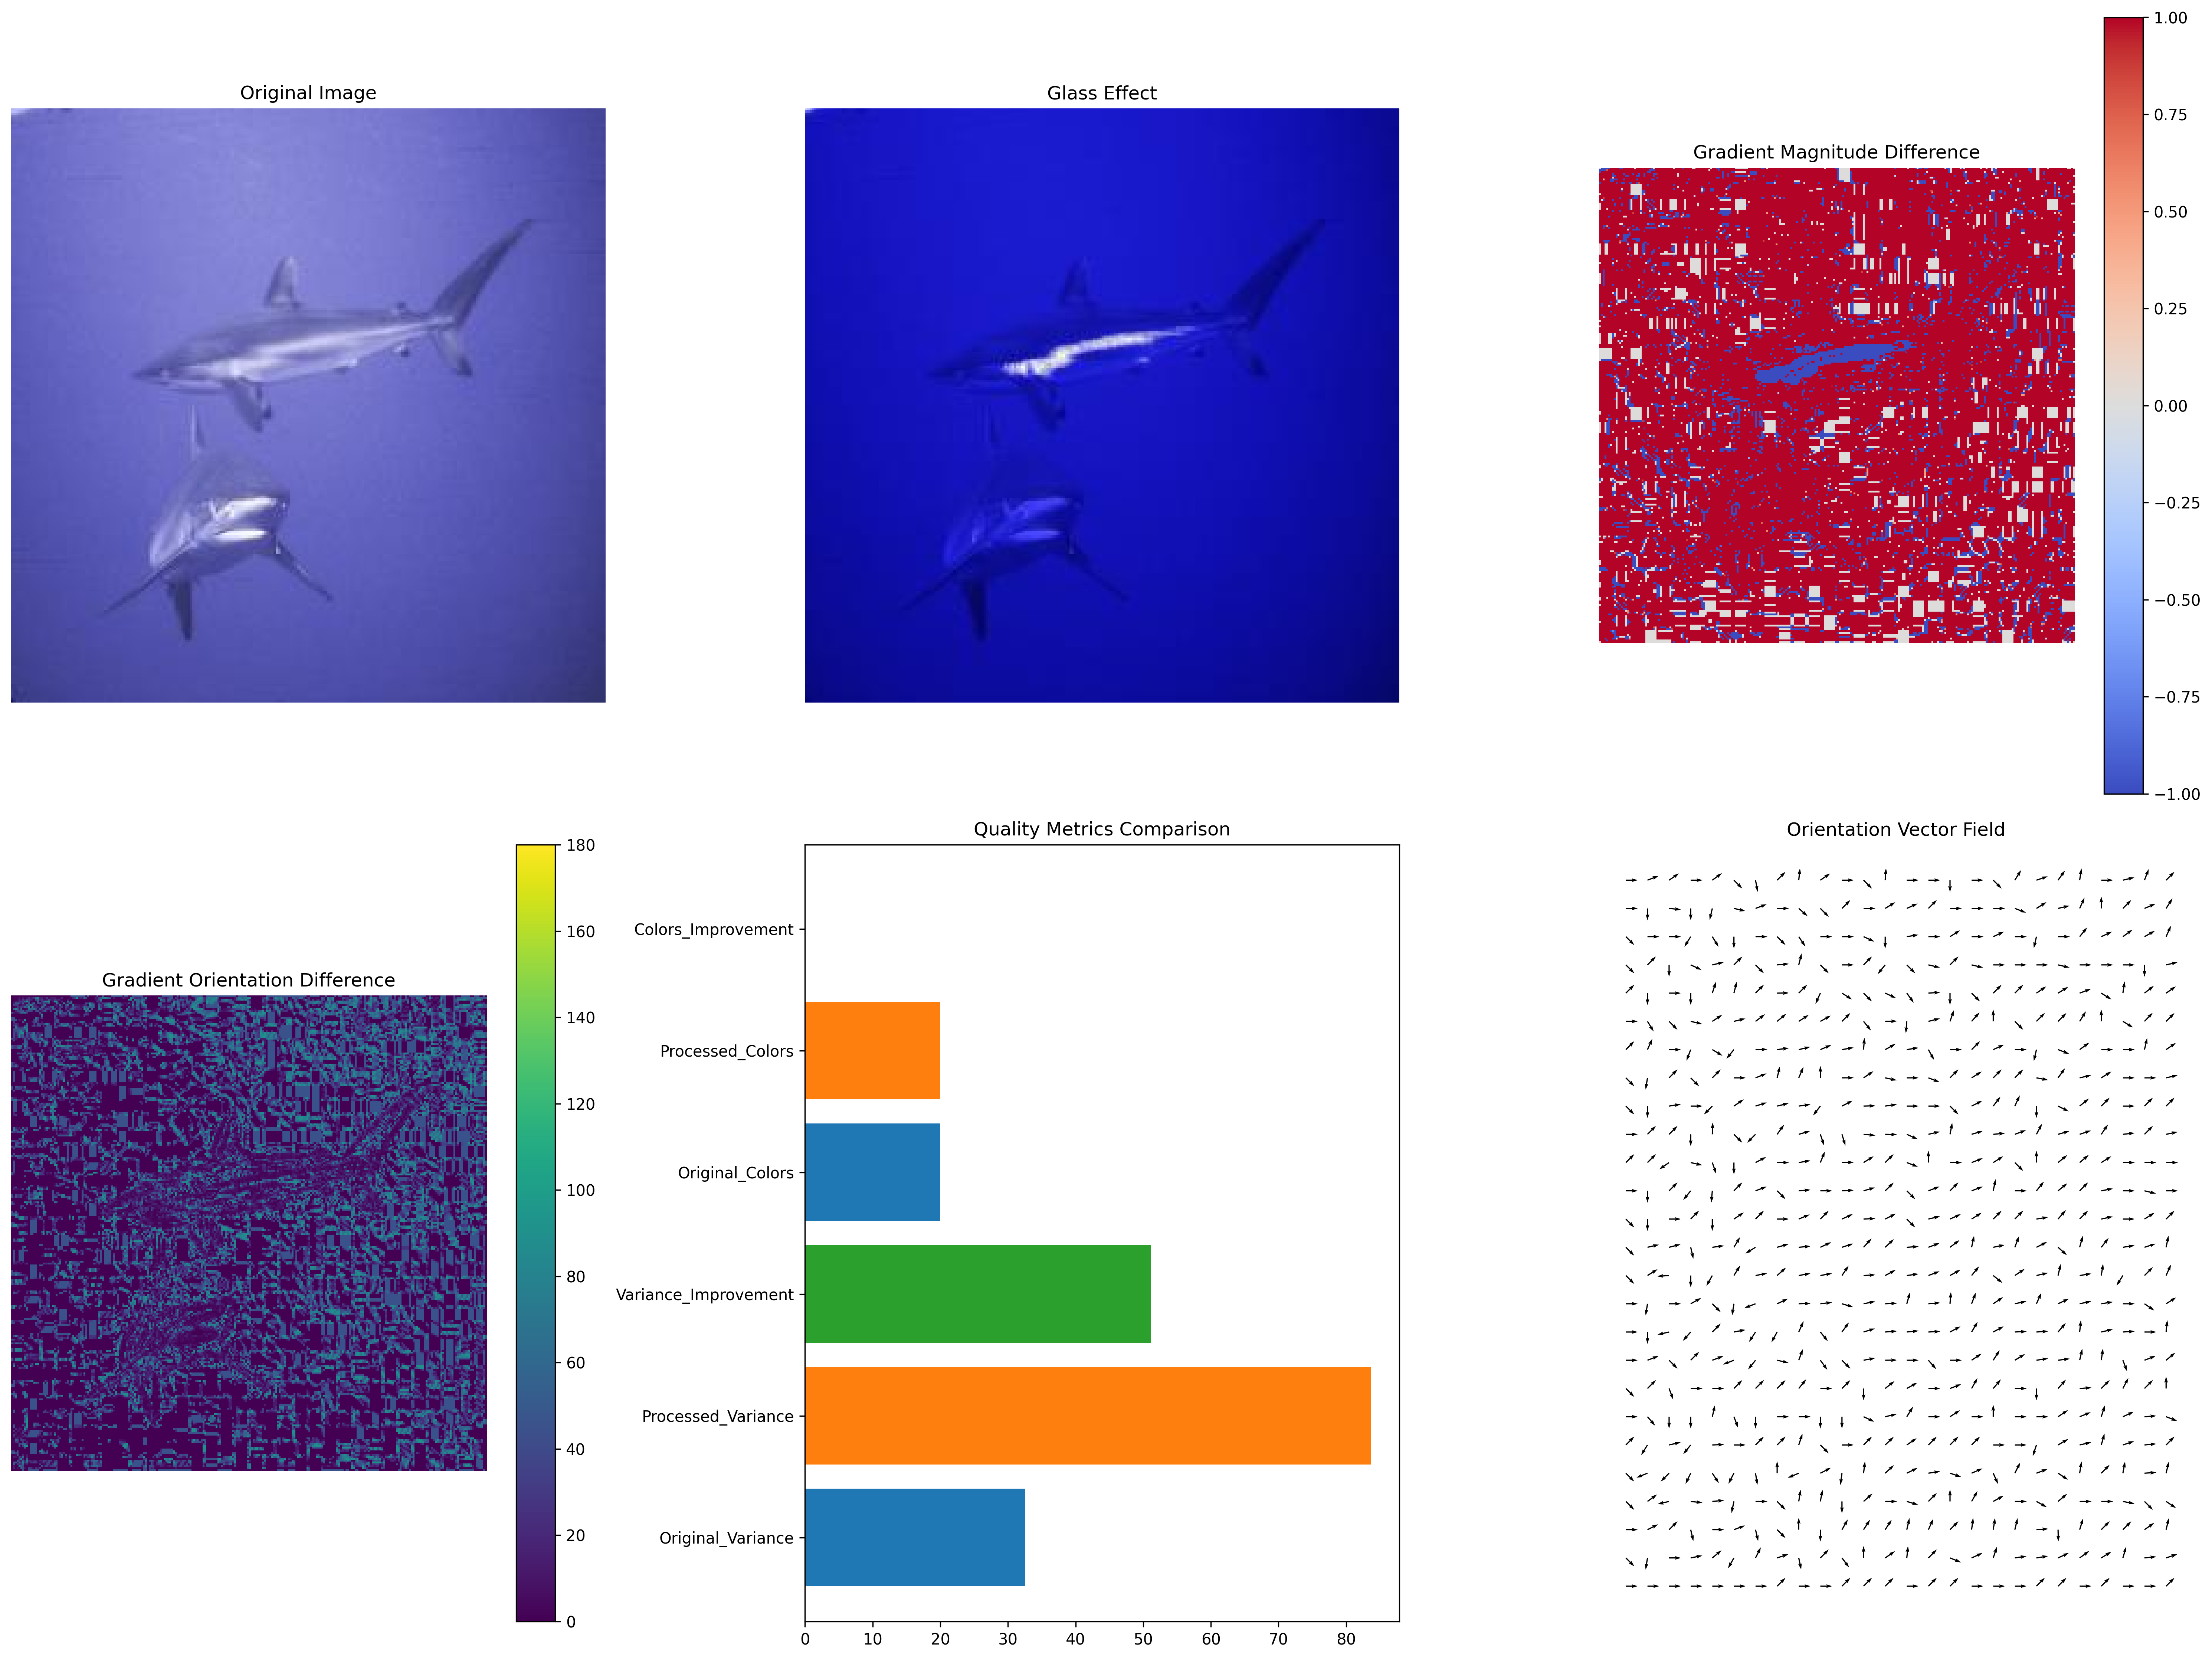 Original Image
Glass Effect
Gradient Magnitude Difference
1.00
0.75
0.50
0.25
0.00
−0.25
−0.50
−0.75
−1.00
Gradient Orientation Difference
180
160
140
120
100
80
60
40
20
0
Quality Metrics Comparison
Colors_Improvement
Processed_Colors
Original_Colors
Variance_Improvement
Processed_Variance
Original_Variance
0 10 20 30 40 50 60 70 80
Orientation Vector Field